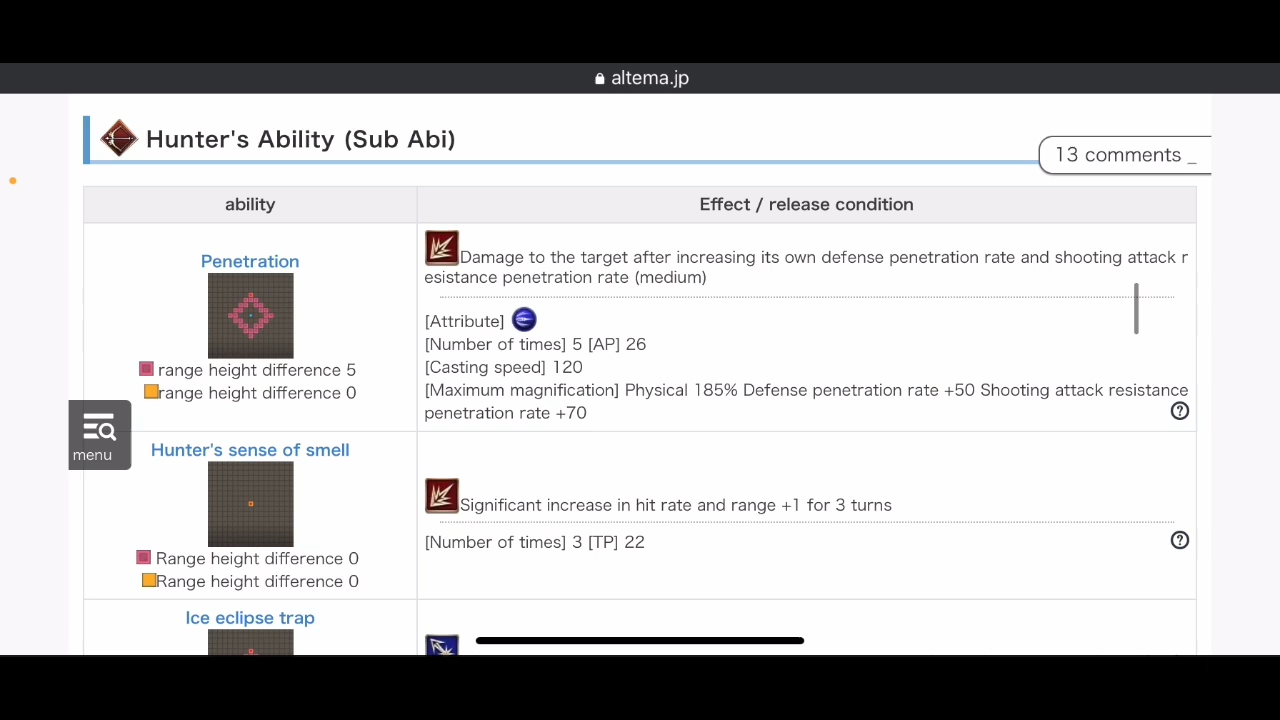 altema.jp
Hunter's Ability (Sub Abi)
13 comments _
ability
Effect / release condition
Penetration
range height difference 5
range height difference 0
Damage to the target after increasing its own defense penetration rate and shooting attack r
esistance penetration rate (medium)
[Attribute]
[Number of times] 5 [AP] 26
[Casting speed] 120
[Maximum magnification] Physical 185% Defense penetration rate +50 Shooting attack resistance
penetration rate +70
menu
Hunter's sense of smell
Range height difference 0
Range height difference 0
Significant increase in hit rate and range +1 for 3 turns
[Number of times] 3 [TP] 22
Ice eclipse trap